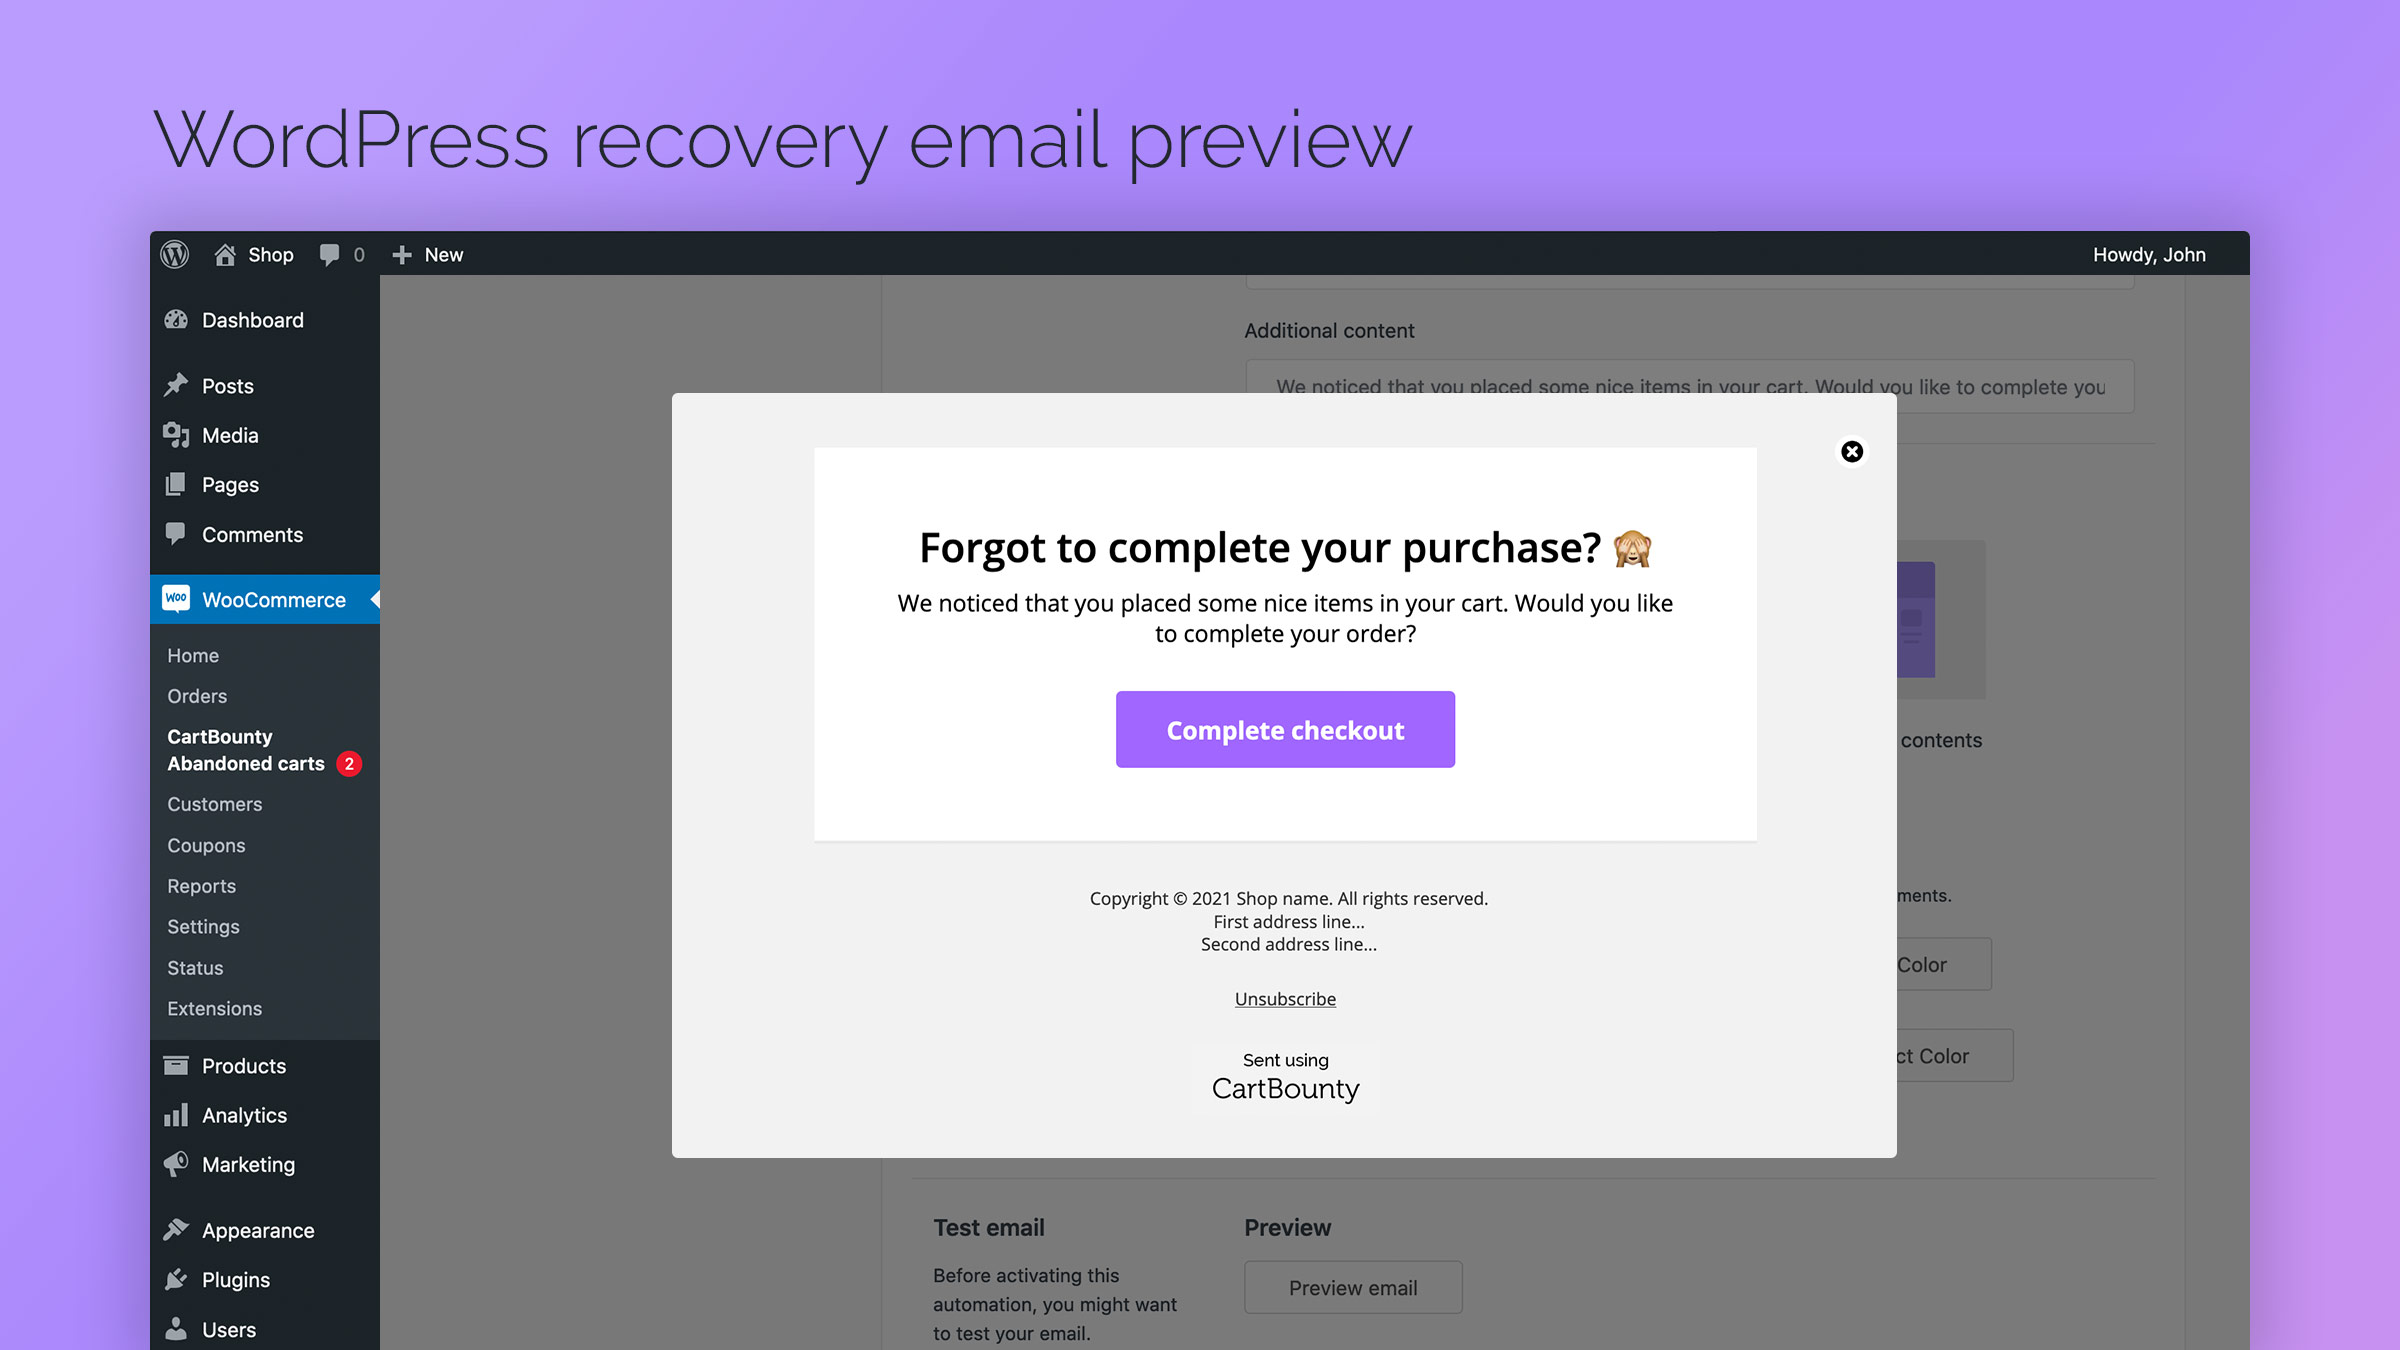 WordPress recovery email preview
Shop
0
New
Howdy, John
Dashboard
Posts
Media
Pages
Comments
WOO
WooCommerce
Home
Orders
CartBounty
Abandoned carts 2
Customers
Coupons
Reports
Settings
Status
Extensions
Products
Analytics
Marketing
Appearance
Plugins
Users
Additional content
We noticed that you placed some nice items in your cart. Would you like to complete you
Forgot to complete your purchase? 🙈
We noticed that you placed some nice items in your cart. Would you like
to complete your order?
Complete checkout
Copyright © 2021 Shop name. All rights reserved.
First address line...
Second address line...
Unsubscribe
Sent using
CartBounty
contents
ments.
Color
ct Color
Test email
Before activating this
automation, you might want
to test your email.
Preview
Preview email